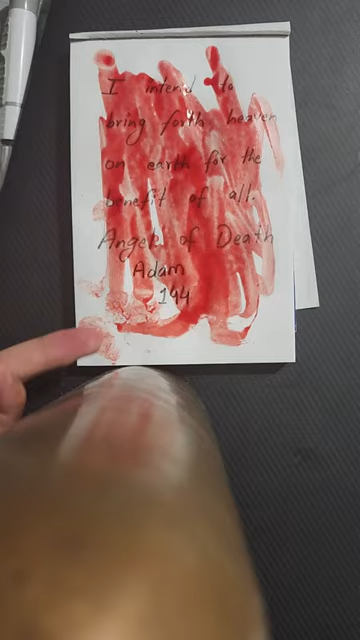 I intend to
bring forth heaven
on earth for the
benefit of all.
Angel of Death
Adam
144